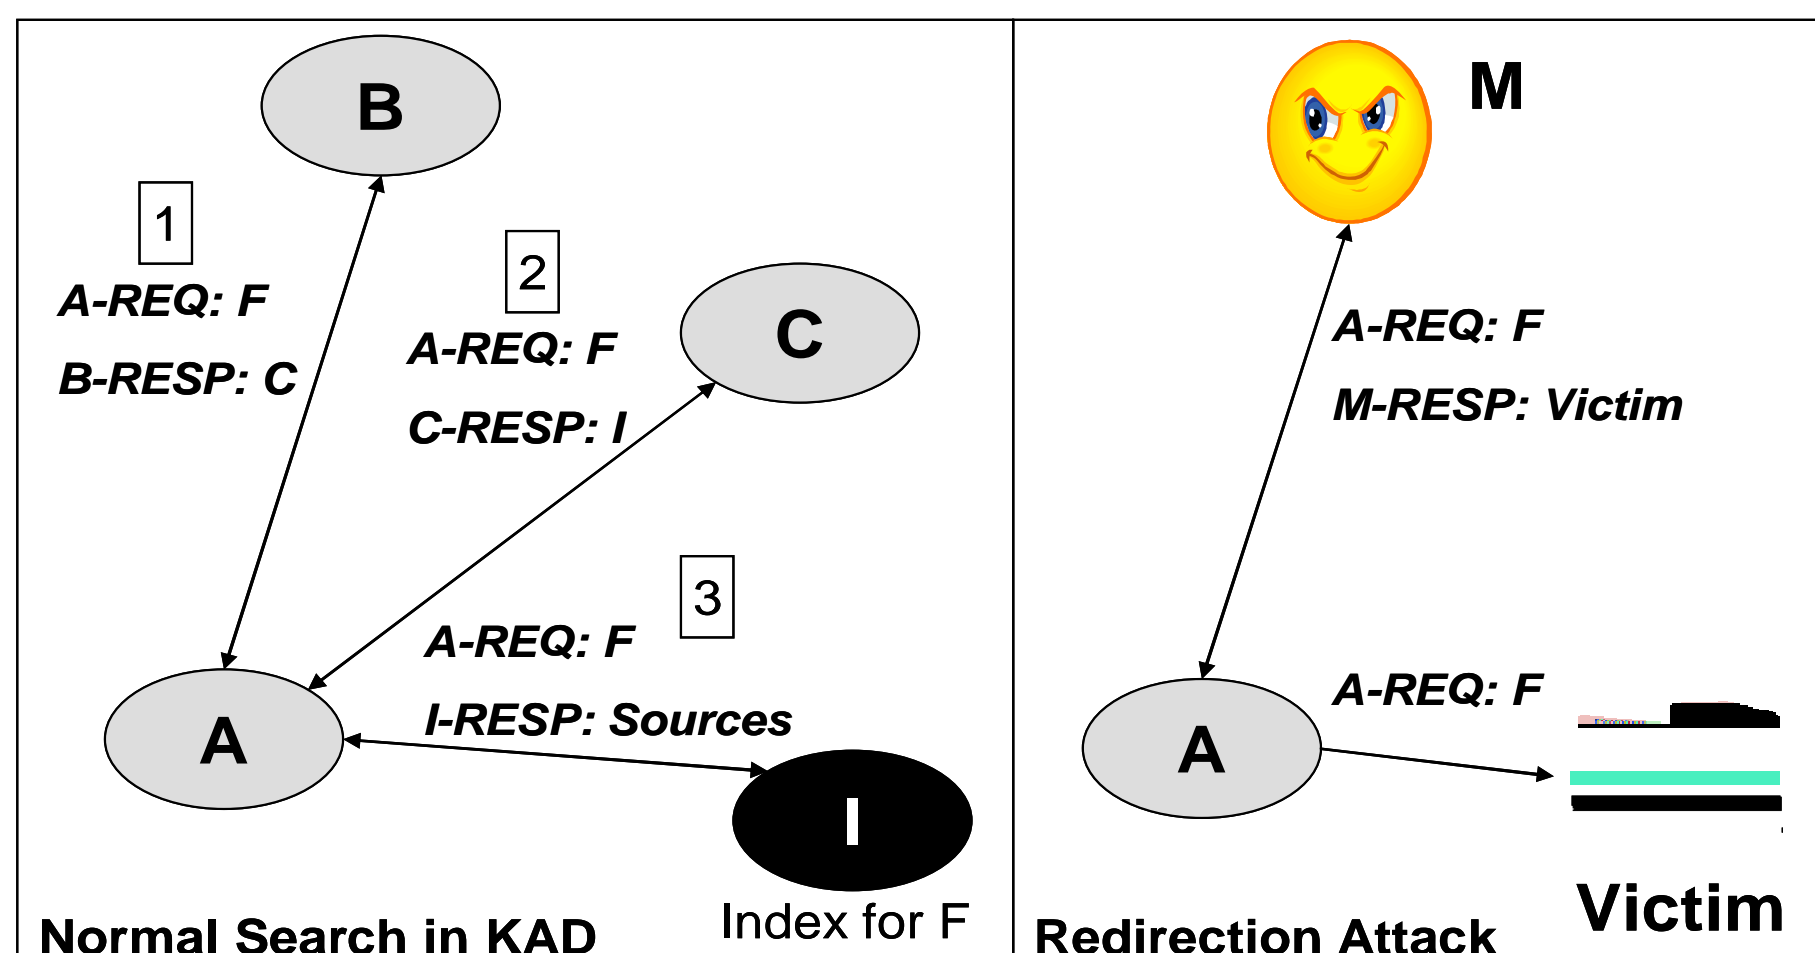 B
1
A-REQ: F
B-RESP: C
2
A-REQ: F
C-RESP: I
C
3
A-REQ: F
I-RESP: Sources
A
I
Index for F
Normal Search in KAD
M
A-REQ: F
M-RESP: Victim
A-REQ: F
A
Victim
Redirection Attack